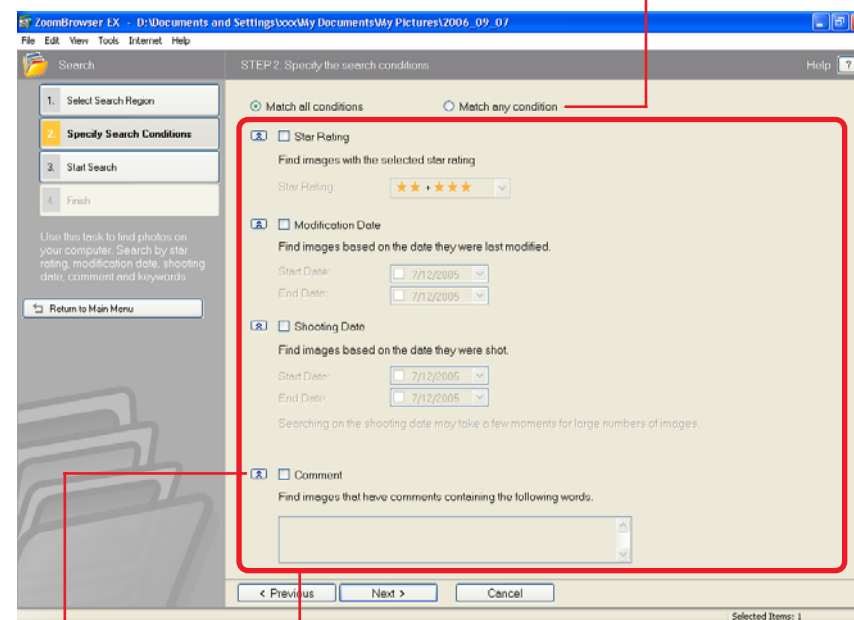 ZoomBrowser EX - D:\Documents and Settings\xxx\My Documents\My Pictures\2006_09_07
File Edit View Tools Internet Help
Search
STEP 2: Specify the search conditions
Help ?
1. Select Search Region
2. Specify Search Conditions
3. Start Search
4. Finish
Use this task to find photos on
your computer. Search by star
rating, modification date, shooting
date, comment and keywords.
Return to Main Menu
Match all conditions Match any condition
Star Rating
Find images with the selected star rating
Star Rating: ★★+★★★
Modification Date
Find images based on the date they were last modified.
Start Date: 7/12/2005
End Date: 7/12/2005
Shooting Date
Find images based on the date they were shot.
Start Date: 7/12/2005
End Date: 7/12/2005
Searching on the shooting date may take a few moments for large numbers of images.
Comment
Find images that have comments containing the following words.
< Previous Next > Cancel
Selected Items: 1